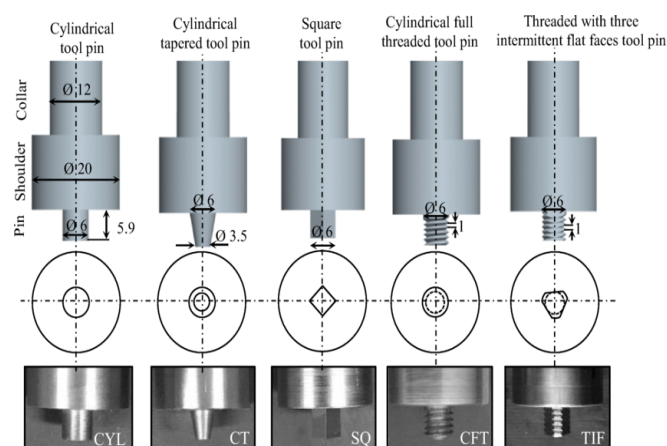 Cylindrical
tool pin
Cylindrical
tapered tool pin
Square
tool pin
Cylindrical full
threaded tool pin
Threaded with three
intermittent flat faces tool pin
Collar
Shoulder
Pin
Ø 12
Ø 20
Ø 6
5.9
Ø 6
Ø 3.5
Ø 6
Ø 6
1
Ø 6
1
CYL
CT
SQ
CFT
TIF